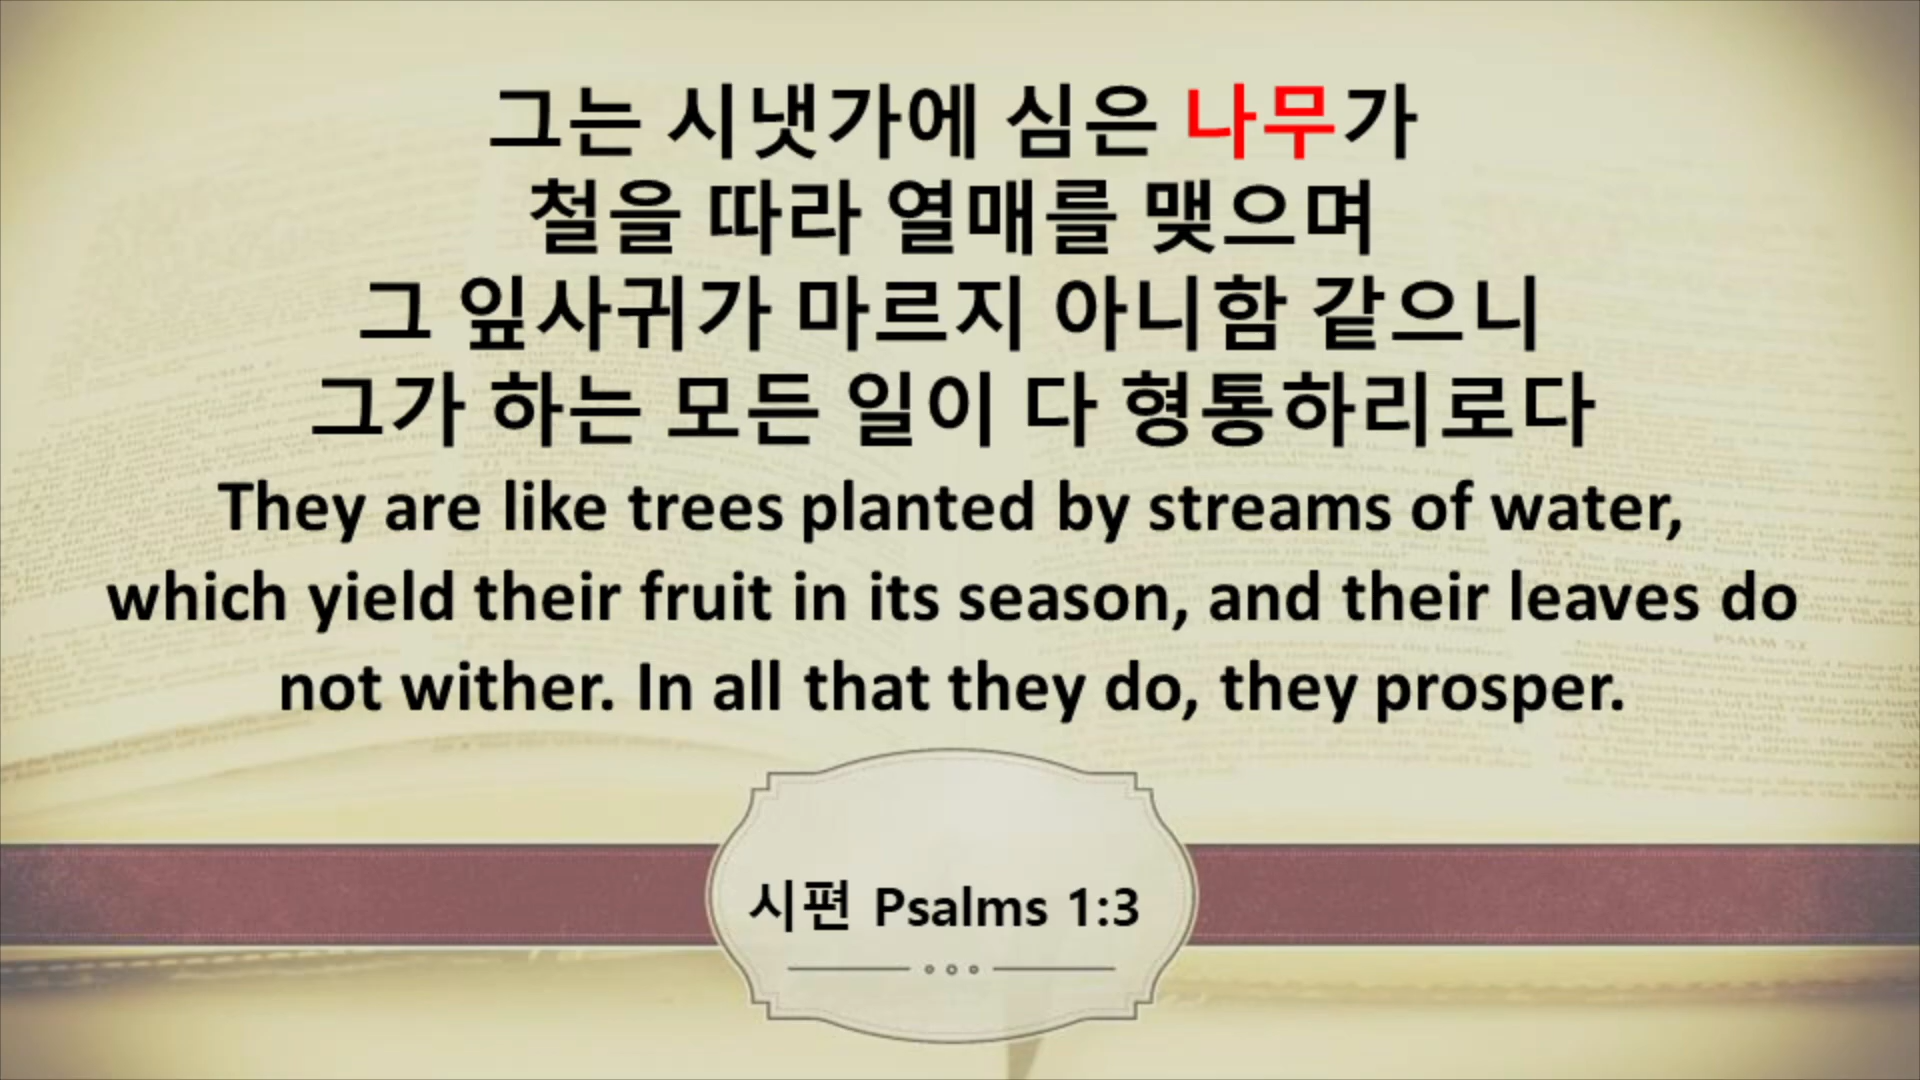 그는 시냇가에 심은 나무가
철을 따라 열매를 맺으며
그 잎사귀가 마르지 아니함 같으니
그가 하는 모든 일이 다 형통하리로다
They are like trees planted by streams of water,
which yield their fruit in its season, and their leaves do
not wither. In all that they do, they prosper.
시편 Psalms 1:3